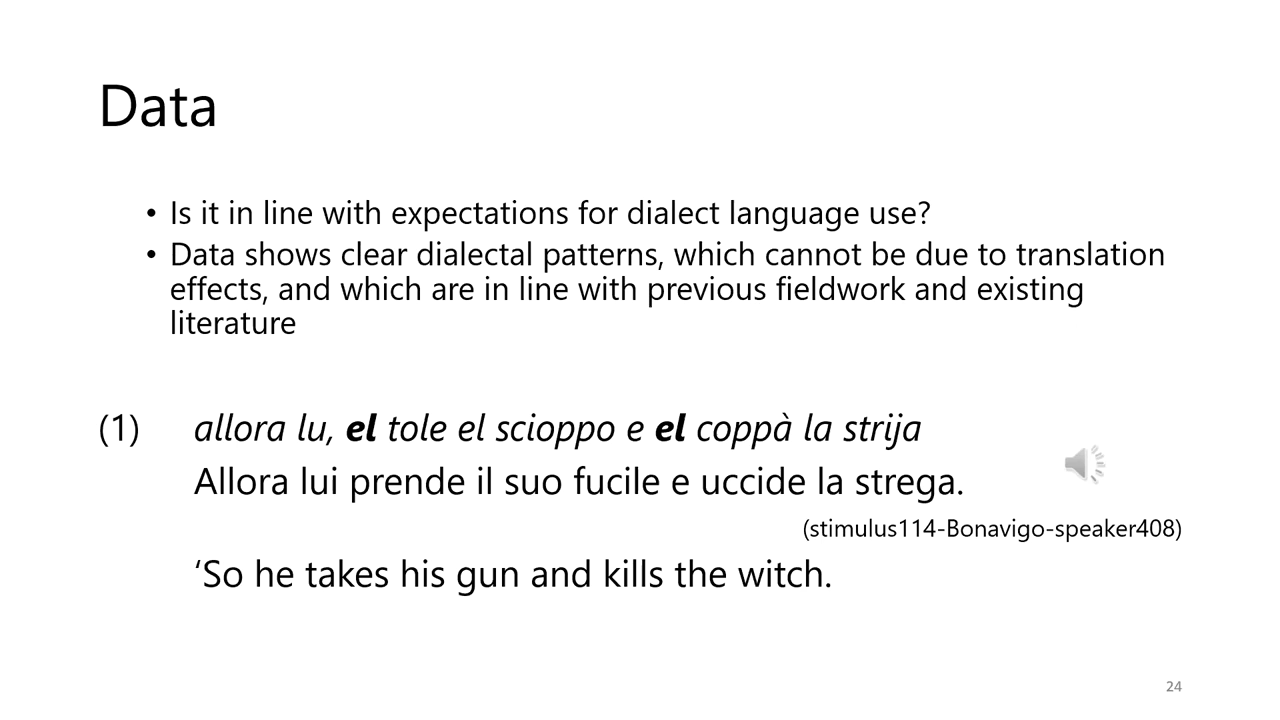 Data
• Is it in line with expectations for dialect language use?
• Data shows clear dialectal patterns, which cannot be due to translation
effects, and which are in line with previous fieldwork and existing
literature
(1) allora lu, el tole el scioppo e el coppà la strija
Allora lui prende il suo fucile e uccide la strega.
(stimulus114-Bonavigo-speaker408)
‘So he takes his gun and kills the witch.
24